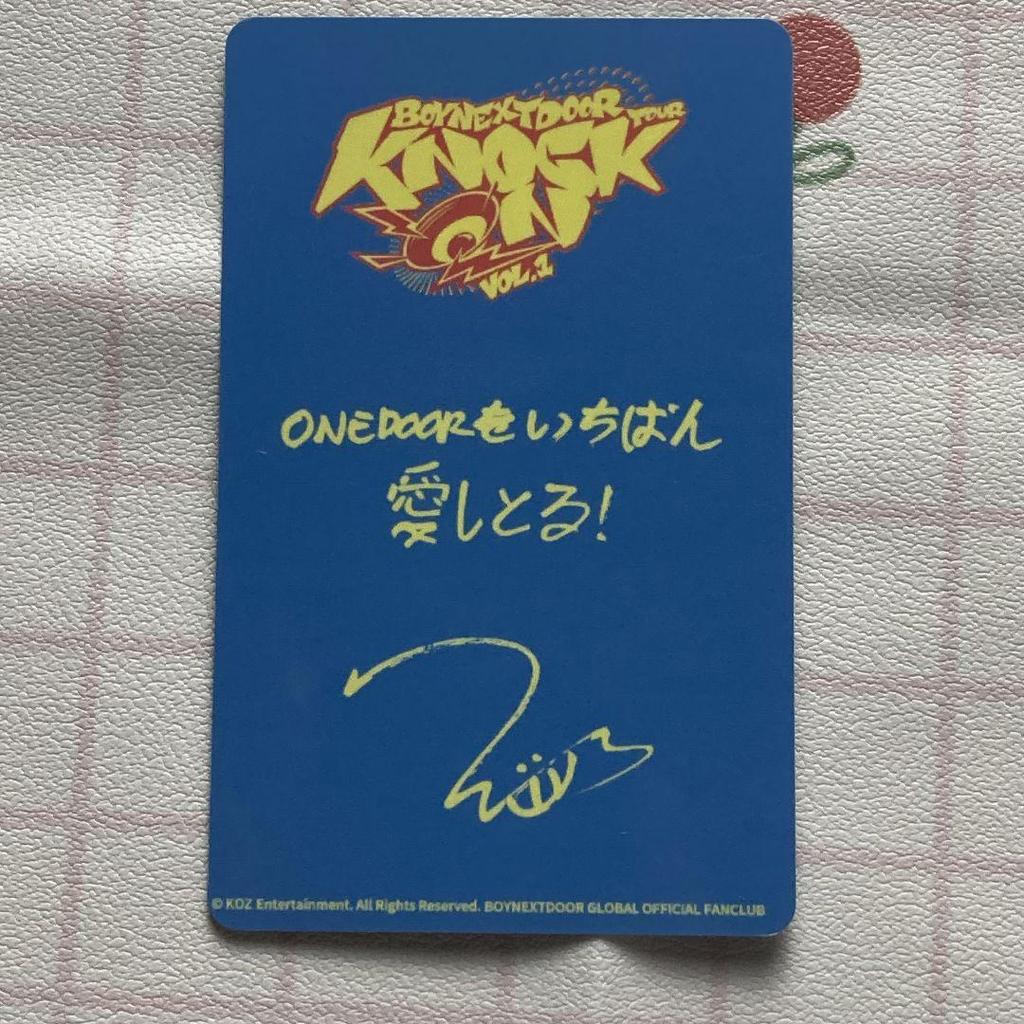 BOYNEXTDOOR TOUR
KNOCK
ON
VOL.1
ONEDOORをいちばん
愛しとる!
© KOZ Entertainment. All Rights Reserved. BOYNEXTDOOR GLOBAL OFFICIAL FANCLUB